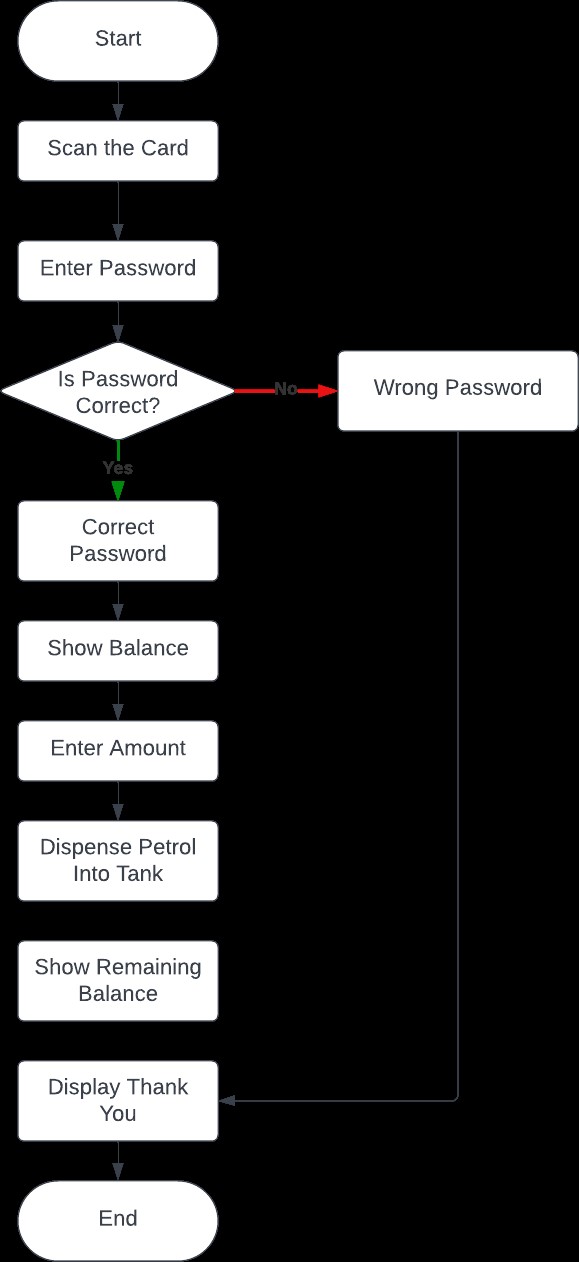 Start
Scan the Card
Enter Password
Is Password
Correct?
No
Wrong Password
Yes
Correct
Password
Show Balance
Enter Amount
Dispense Petrol
Into Tank
Show Remaining
Balance
Display Thank
You
End